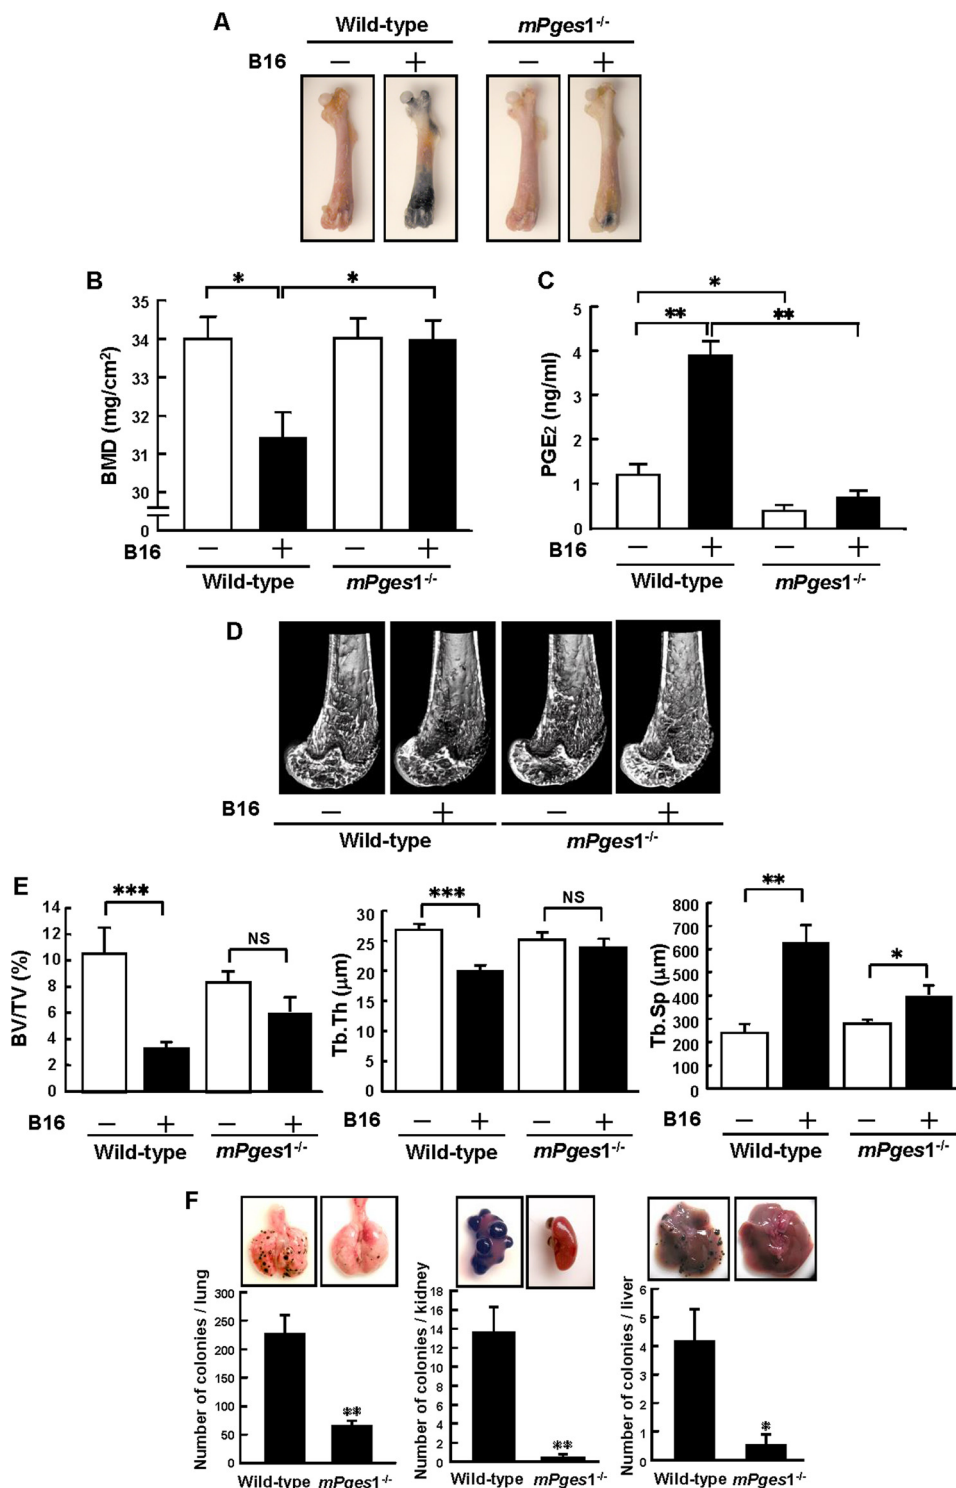 A
Wild-type mPges1-/-
B16 − + − +
B
* *
BMD (mg/cm2)
35
34
33
32
31
30
0
B16 − + − +
Wild-type mPges1-/-
C
*
** **
PGE2 (ng/ml)
5
4
3
2
1
0
B16 − + − +
Wild-type mPges1-/-
D
B16 − + − +
Wild-type mPges1-/-
E
*** NS
BV/TV (%)
14
12
10
8
6
4
2
0
B16 − + − +
Wild-type mPges1-/-
*** NS
Tb.Th (μm)
30
25
20
15
10
5
0
− + − +
Wild-type mPges1-/-
** *
Tb.Sp (μm)
800
700
600
500
400
300
200
100
0
B16 − + − +
Wild-type mPges1-/-
F
Number of colonies / lung
300
250
200
150
100
50
0
**
Wild-type mPges1-/-
Number of colonies / kidney
18
16
14
12
10
8
6
4
2
0
**
Wild-type mPges1-/-
Number of colonies / liver
6
5
4
3
2
1
0
*
Wild-type mPges1-/-